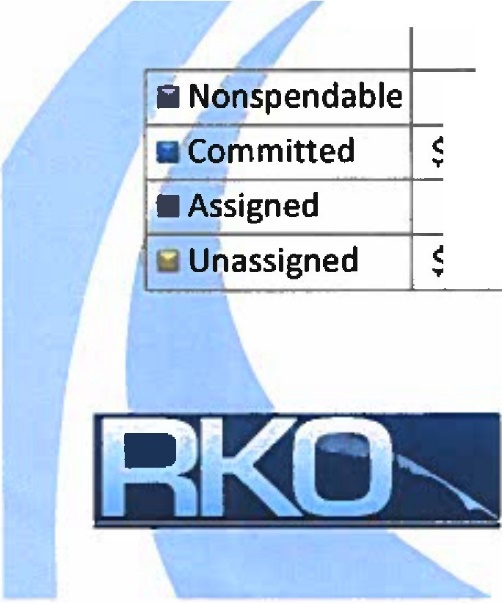 Nonspendable
Committed $
Assigned
Unassigned $
RKO